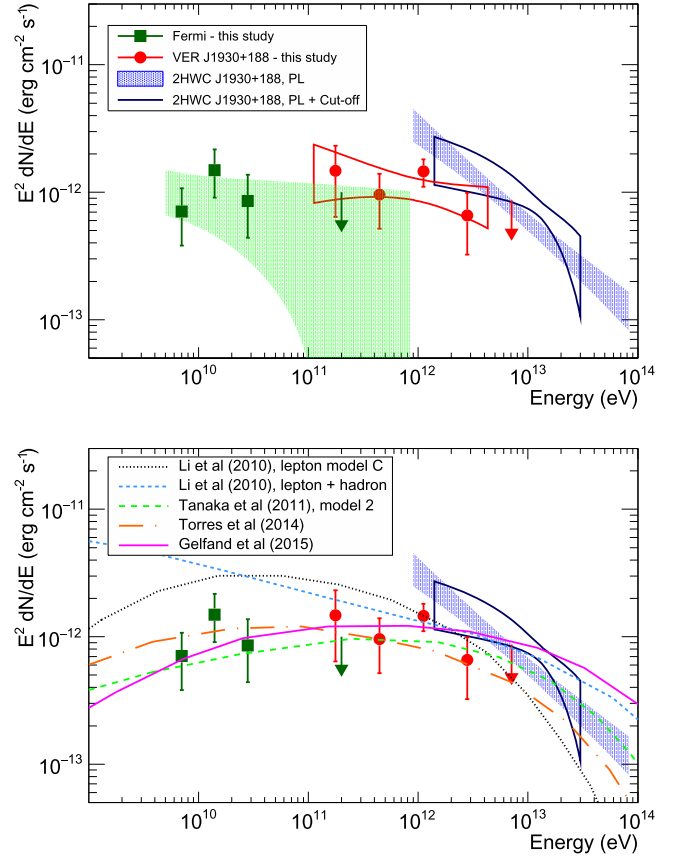 E² dN/dE (erg cm⁻² s⁻¹)
Fermi - this study
VER J1930+188 - this study
2HWC J1930+188, PL
2HWC J1930+188, PL + Cut-off
10⁻¹¹
10⁻¹²
10⁻¹³
10¹⁰ 10¹¹ 10¹² 10¹³ 10¹⁴
Energy (eV)
E² dN/dE (erg cm⁻² s⁻¹)
Li et al (2010), lepton model C
Li et al (2010), lepton + hadron
Tanaka et al (2011), model 2
Torres et al (2014)
Gelfand et al (2015)
10⁻¹¹
10⁻¹²
10⁻¹³
10¹⁰ 10¹¹ 10¹² 10¹³ 10¹⁴
Energy (eV)